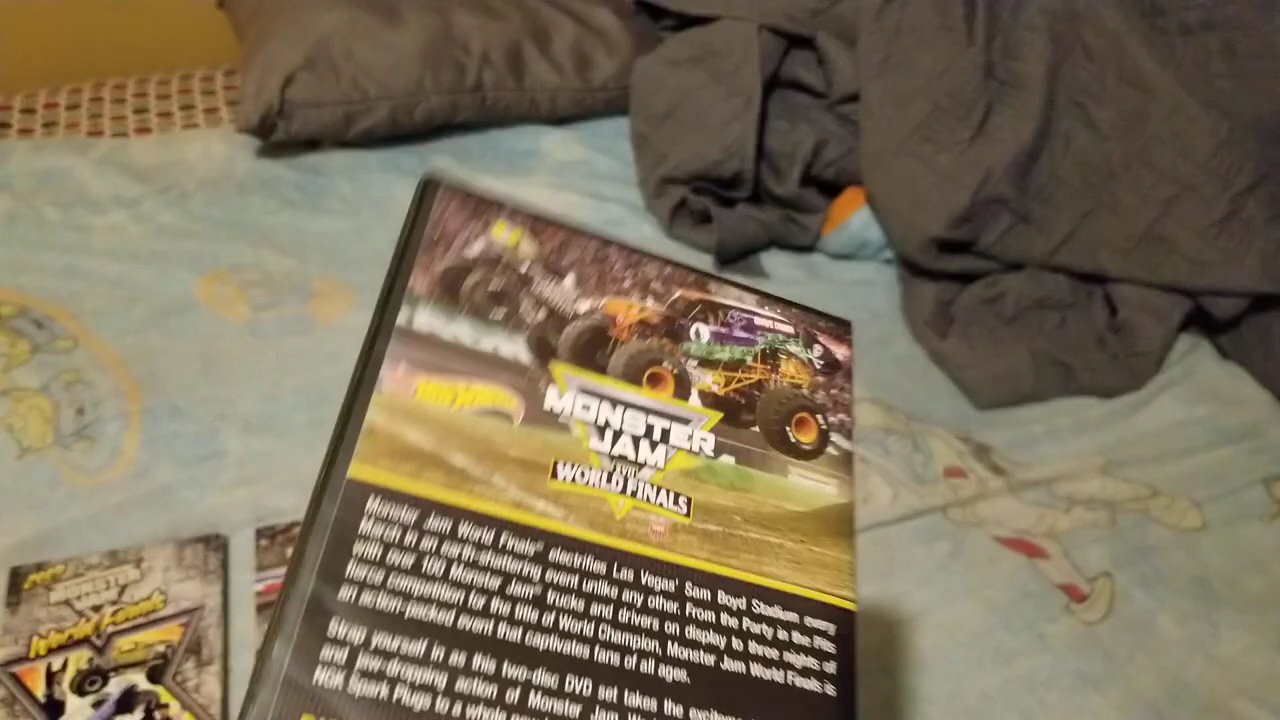 HOT WHEELS
MONSTER
JAM
XVIII
WORLD FINALS
Monster Jam World Finals® electrifies Las Vegas' Sam Boyd Stadium every
March in an earth-shattering event unlike any other. From the Party in the Pits
with over 100 Monster Jam® trucks and drivers on display to three nights of
fierce competition for the title of World Champion, Monster Jam World Finals is
an action-packed event that captivates fans of all ages.
Strap yourself in as this two-disc DVD set takes the
and jaw-dropping action of Monster Jam
NGK Spark Plugs to a whole
MONSTER
JAM
World Finals